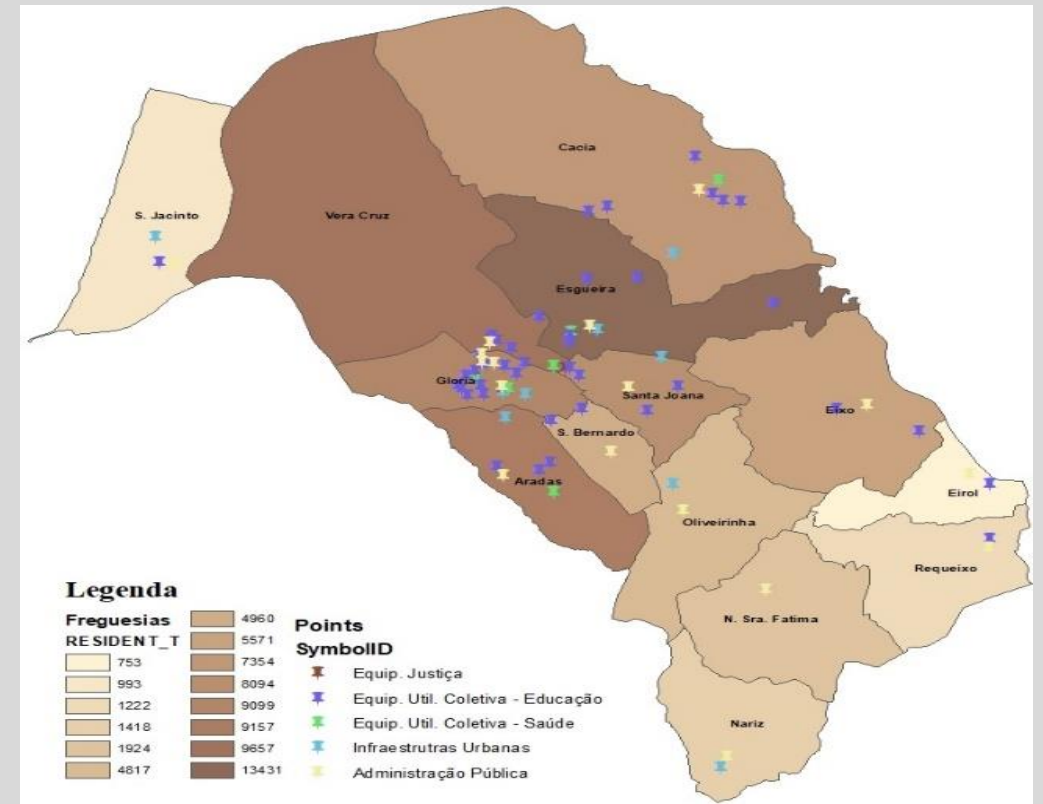 Cacia
S. Jacinto
Vera Cruz
Esgueira
Gloria
Santa Joana
Eixo
S. Bernardo
Aradas
Eirol
Oliveirinha
Requeixo
N. Sra. Fatima
Nariz
Legenda
Freguesias
RESIDENT_T
753
993
1222
1418
1924
4817
4960
5571
7354
8094
9099
9157
9657
13431
Points
SymbolID
Equip. Justiça
Equip. Util. Coletiva - Educação
Equip. Util. Coletiva - Saúde
Infraestrutras Urbanas
Administração Pública